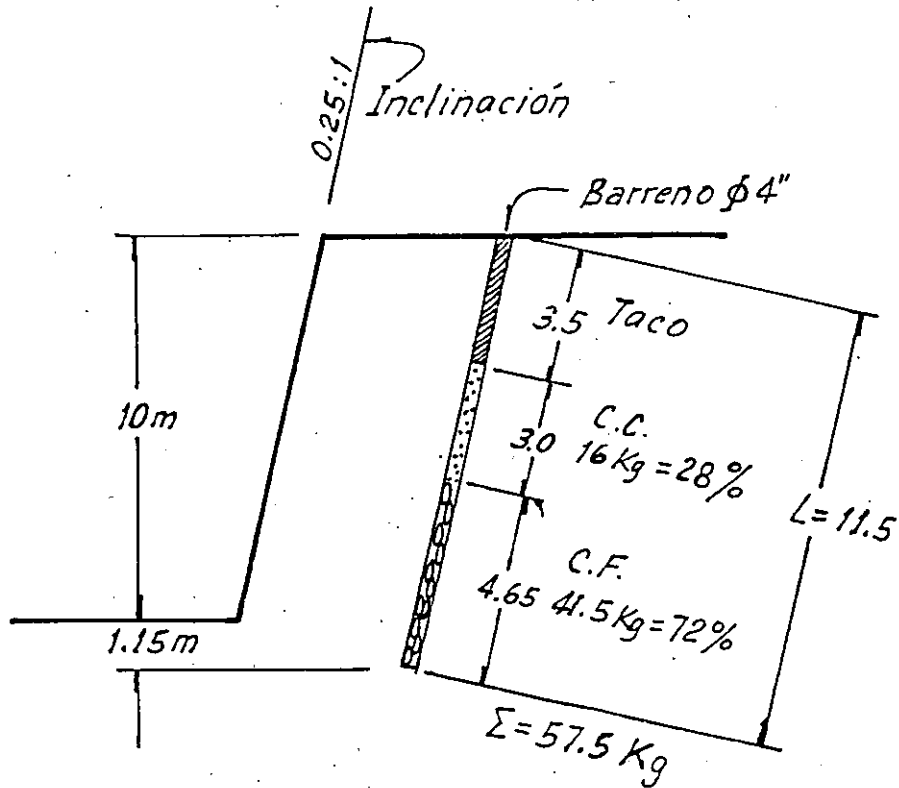 0.25:1
Inclinación
Barreno ϕ4"
3.5 Taco
10m
3.0
C.C.
16 Kg = 28%
L= 11.5
C.F.
4.65 41.5 Kg = 72%
1.15m
Σ= 57.5 Kg